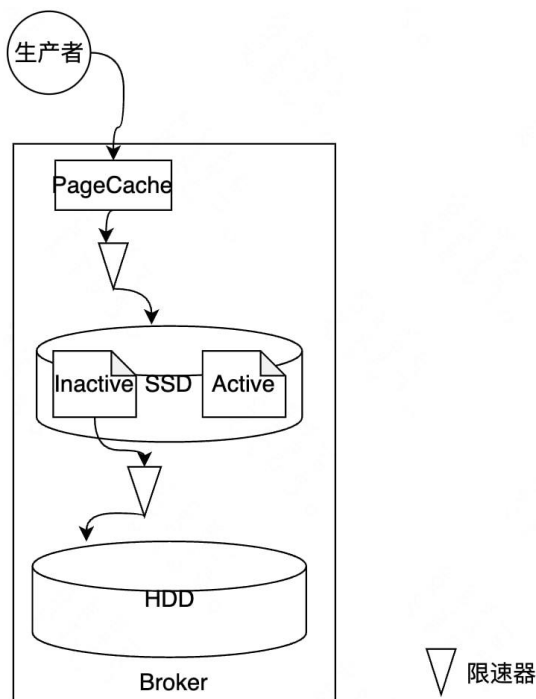 生产者
PageCache
Inactive
SSD
Active
HDD
Broker
限速器